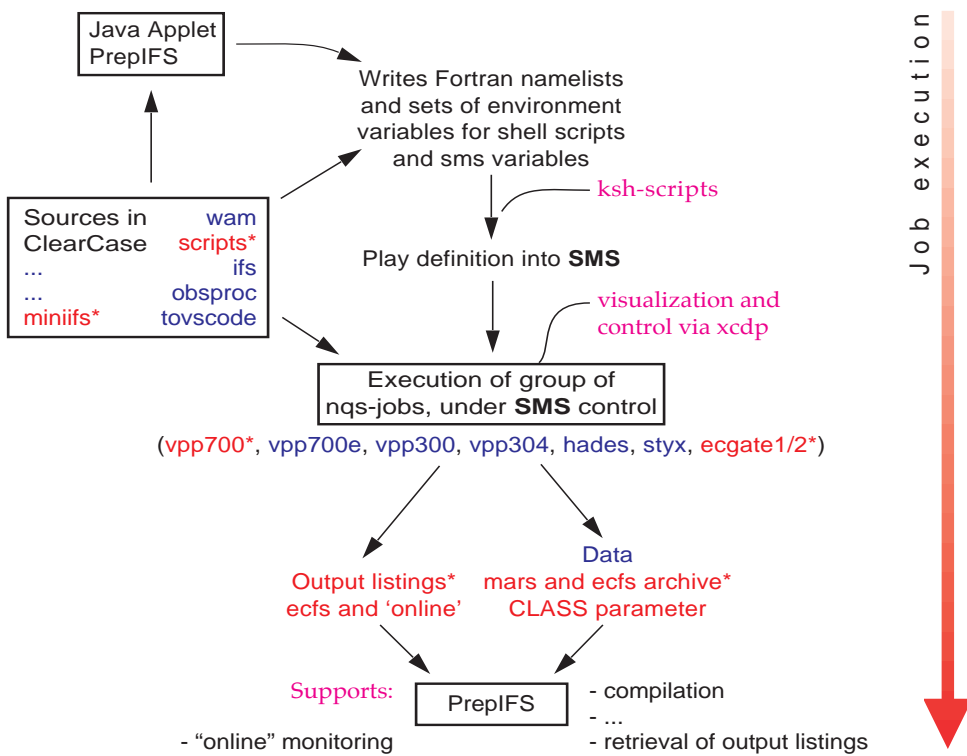 Java Applet
PrepIFS
Writes Fortran namelists
and sets of environment
variables for shell scripts
and sms variables
ksh-scripts
Sources in wam
ClearCase scripts*
... ifs
... obsproc
miniifs* tovscode
Play definition into SMS
visualization and
control via xcdp
Execution of group of
nqs-jobs, under SMS control
(vpp700*, vpp700e, vpp300, vpp304, hades, styx, ecgate1/2*)
Output listings*
ecfs and ‘online’
Data
mars and ecfs archive*
CLASS parameter
Supports:
PrepIFS
- compilation
- ...
- “online” monitoring
- retrieval of output listings
Job execution